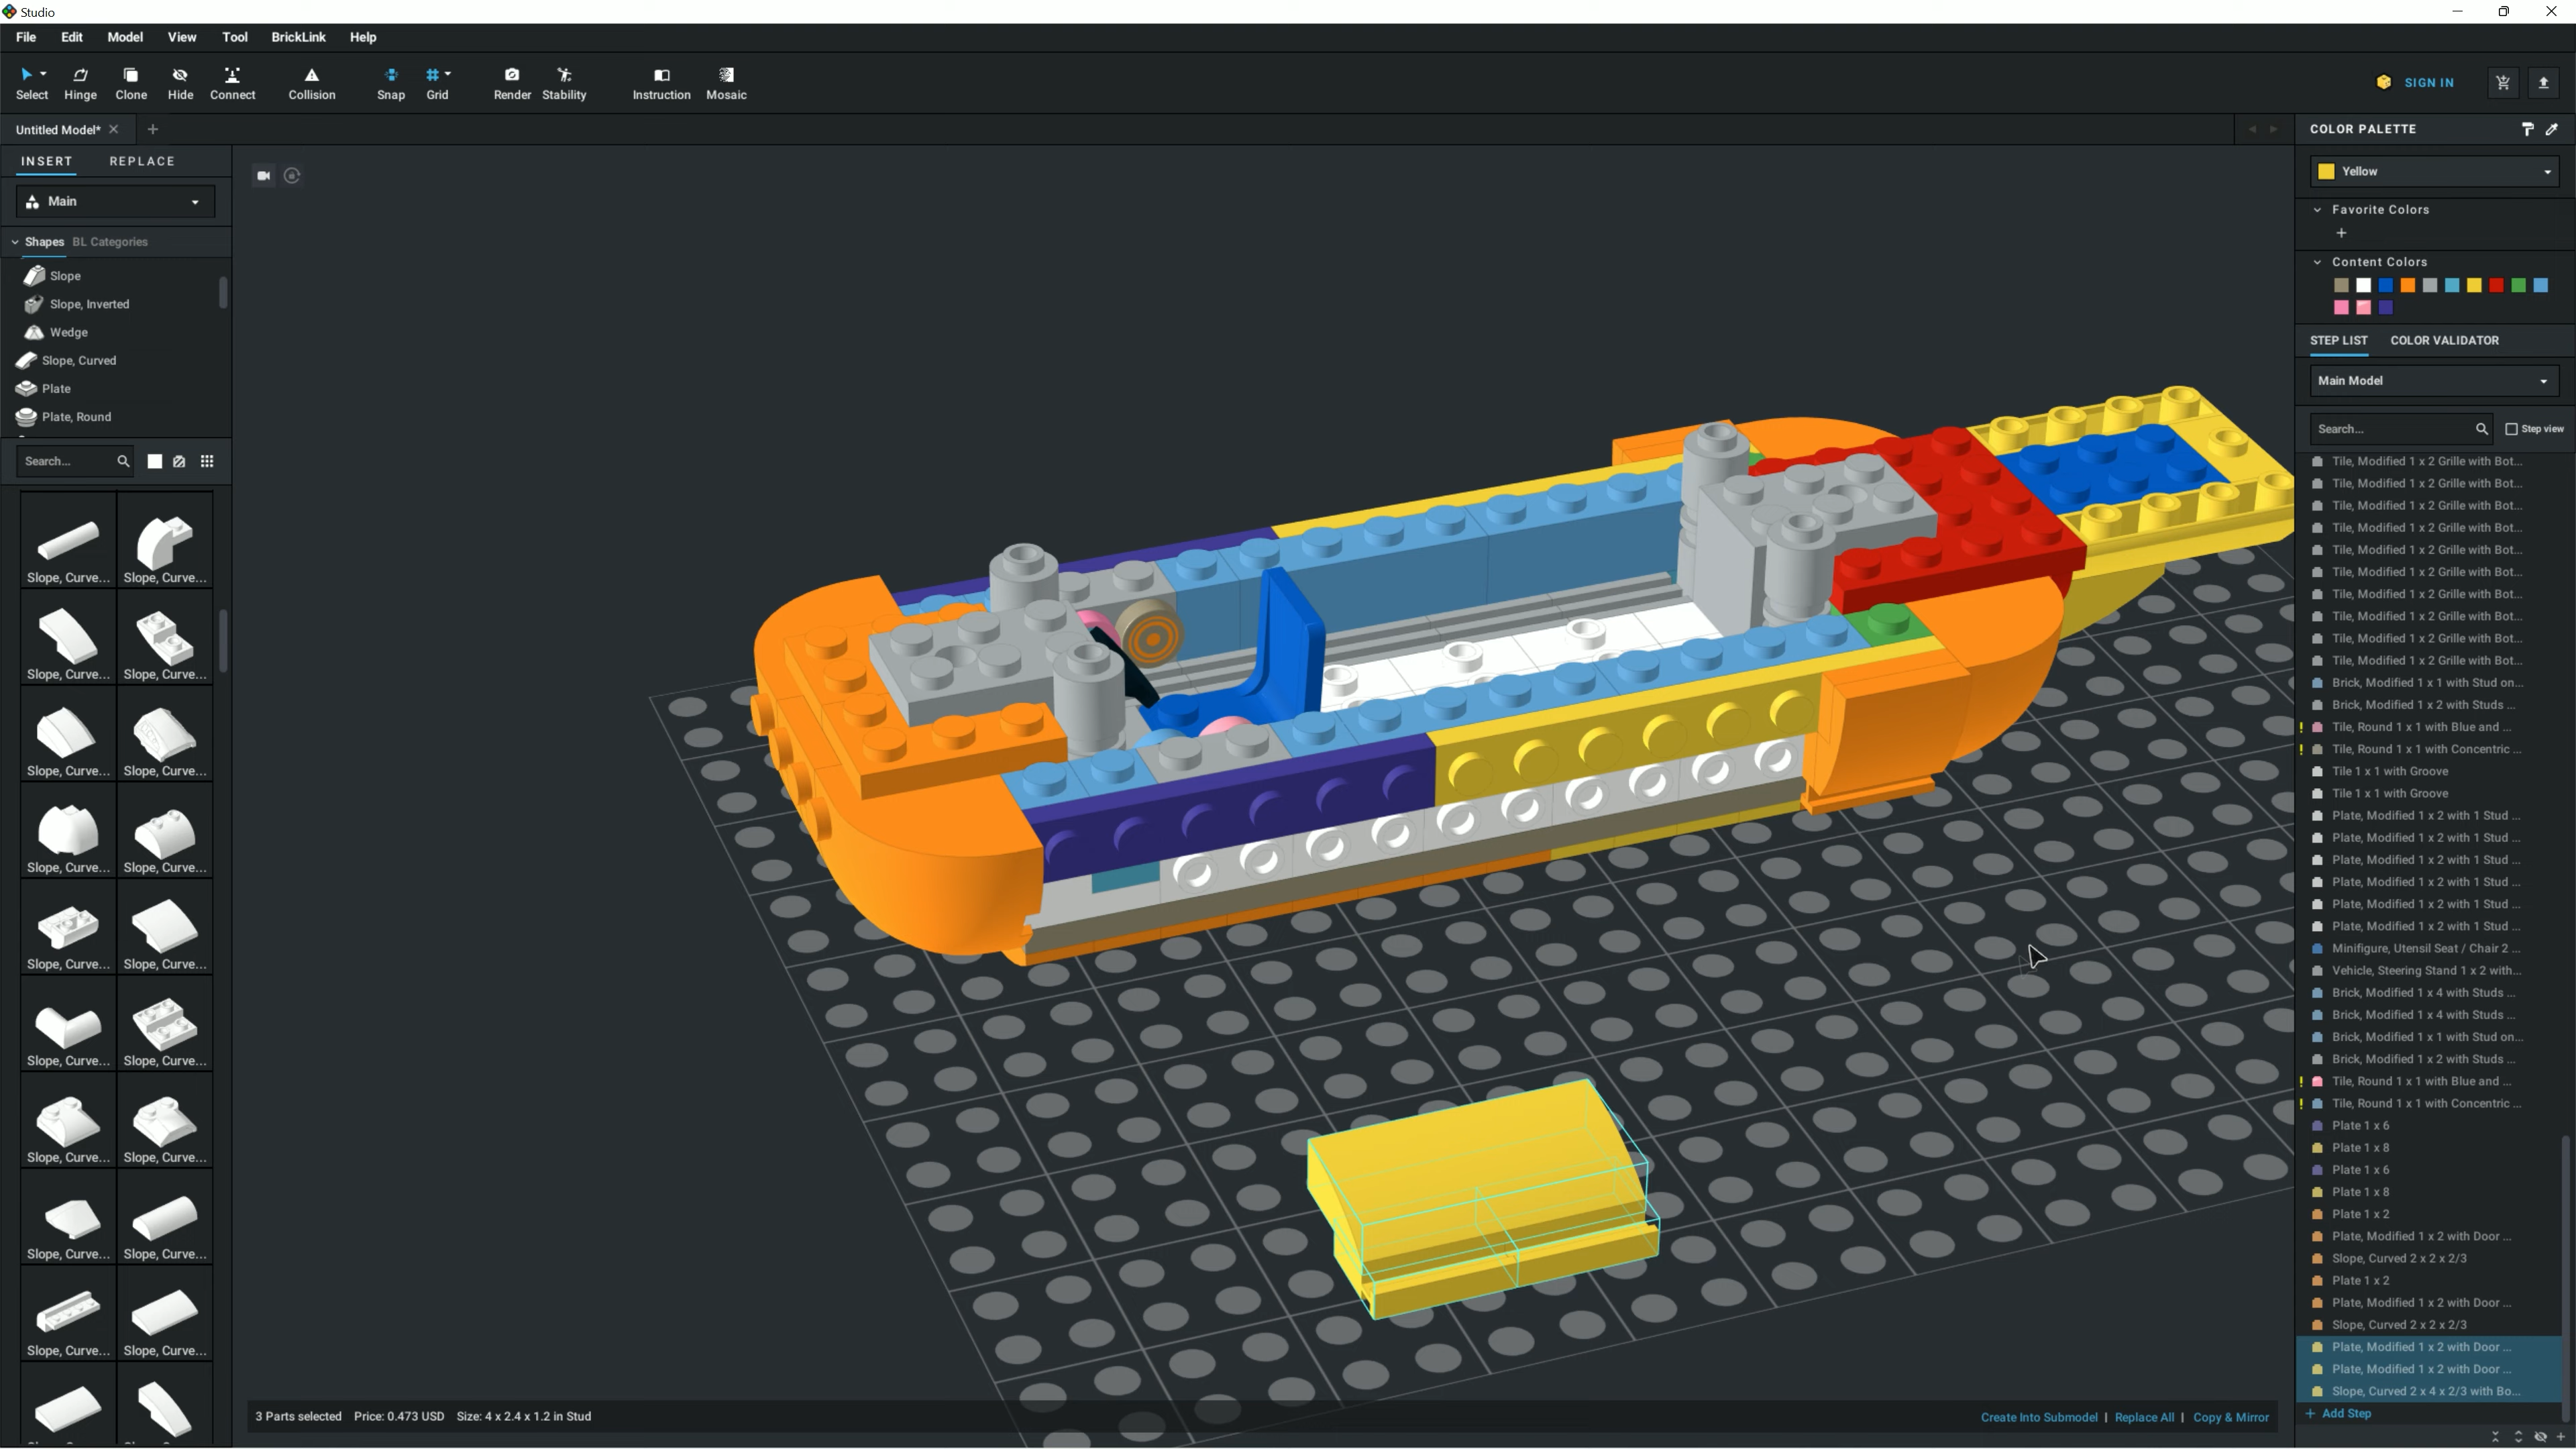 Studio
File Edit Model View Tool BrickLink Help
Select Hinge Clone Hide Connect Collision Snap Grid Render Stability Instruction Mosaic
SIGN IN
Untitled Model*
INSERT REPLACE
Main
Shapes BL Categories
Slope
Slope, Inverted
Wedge
Slope, Curved
Plate
Plate, Round
Search...
Slope, Curve... Slope, Curve...
Slope, Curve... Slope, Curve...
Slope, Curve... Slope, Curve...
Slope, Curve... Slope, Curve...
Slope, Curve... Slope, Curve...
Slope, Curve... Slope, Curve...
Slope, Curve... Slope, Curve...
Slope, Curve... Slope, Curve...
Slope, Curve... Slope, Curve...
3 Parts selected Price: 0.473 USD Size: 4 x 2.4 x 1.2 in Stud
Create Into Submodel | Replace All | Copy & Mirror
COLOR PALETTE
Yellow
Favorite Colors
Content Colors
STEP LIST COLOR VALIDATOR
Main Model
Search... Step view
Tile, Modified 1 x 2 Grille with Bot...
Tile, Modified 1 x 2 Grille with Bot...
Tile, Modified 1 x 2 Grille with Bot...
Tile, Modified 1 x 2 Grille with Bot...
Tile, Modified 1 x 2 Grille with Bot...
Tile, Modified 1 x 2 Grille with Bot...
Tile, Modified 1 x 2 Grille with Bot...
Tile, Modified 1 x 2 Grille with Bot...
Tile, Modified 1 x 2 Grille with Bot...
Tile, Modified 1 x 2 Grille with Bot...
Brick, Modified 1 x 1 with Stud on...
Brick, Modified 1 x 2 with Studs ...
! Tile, Round 1 x 1 with Blue and ...
! Tile, Round 1 x 1 with Concentric ...
Tile 1 x 1 with Groove
Tile 1 x 1 with Groove
Plate, Modified 1 x 2 with 1 Stud ...
Plate, Modified 1 x 2 with 1 Stud ...
Plate, Modified 1 x 2 with 1 Stud ...
Plate, Modified 1 x 2 with 1 Stud ...
Plate, Modified 1 x 2 with 1 Stud ...
Plate, Modified 1 x 2 with 1 Stud ...
Minifigure, Utensil Seat / Chair 2 ...
Vehicle, Steering Stand 1 x 2 with...
Brick, Modified 1 x 4 with Studs ...
Brick, Modified 1 x 4 with Studs ...
Brick, Modified 1 x 1 with Stud on...
Brick, Modified 1 x 2 with Studs ...
! Tile, Round 1 x 1 with Blue and ...
! Tile, Round 1 x 1 with Concentric ...
Plate 1 x 6
Plate 1 x 8
Plate 1 x 6
Plate 1 x 8
Plate 1 x 2
Plate, Modified 1 x 2 with Door ...
Slope, Curved 2 x 2 x 2/3
Plate 1 x 2
Plate, Modified 1 x 2 with Door ...
Slope, Curved 2 x 2 x 2/3
Plate, Modified 1 x 2 with Door ...
Plate, Modified 1 x 2 with Door ...
Slope, Curved 2 x 4 x 2/3 with Bo...
+ Add Step